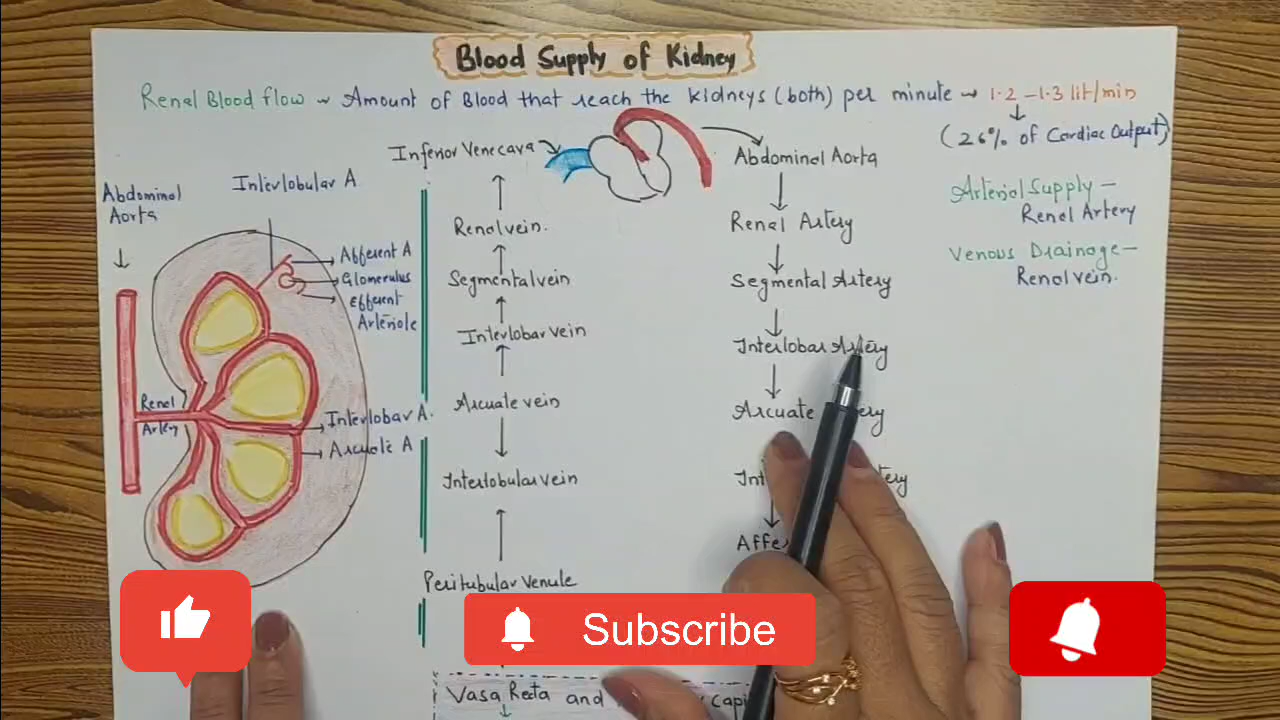 Blood Supply of Kidney
Renal Blood flow → Amount of Blood that reach the kidneys (both) per minute → 1.2 – 1.3 lit/min
(26% of Cardiac Output)
Inferior Venecava
Abdominal Aorta
Interlobular A
Abdominal
Aorta
Arterial Supply –
Renal Artery
Renal vein.
Renal Artery
Venous Drainage –
Renal vein.
Afferent A
Glomerulus
Efferent
Arteriole
Segmental vein
Segmental Artery
Interlobar vein
Interlobar Artery
Renal
Artery
Interlobar A.
Arcuate A
Arcuate vein
Arcuate
Interlobular vein
Peritubular Venule
Subscribe
Vasa Recta and